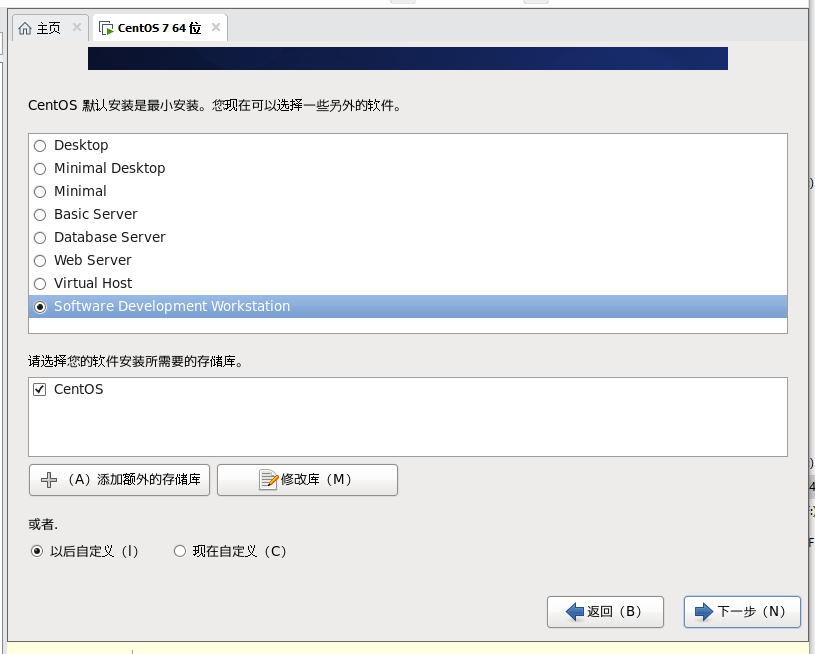 主页
CentOS 7 64 位
CentOS 默认安装是最小安装。您现在可以选择一些另外的软件。
Desktop
Minimal Desktop
Minimal
Basic Server
Database Server
Web Server
Virtual Host
Software Development Workstation
请选择您的软件安装所需要的存储库。
CentOS
(A) 添加额外的存储库
修改库 (M)
或者.
以后自定义 (l)
现在自定义 (C)
返回 (B)
下一步 (N)